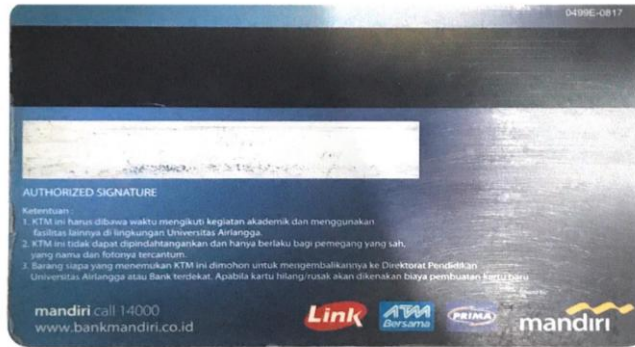 0499E-0817
AUTHORIZED SIGNATURE
Ketentuan :
1. KTM ini harus dibawa waktu mengikuti kegiatan akademik dan menggunakan
fasilitas lainnya di lingkungan Universitas Airlangga.
2. KTM ini tidak dapat dipindahtangankan dan hanya berlaku bagi pemegang yang sah,
yang nama dan fotonya tercantum.
3. Barang siapa yang menemukan KTM ini dimohon untuk mengembalikannya ke Direktorat Pendidikan
Universitas Airlangga atau Bank terdekat. Apabila kartu hilang/rusak akan dikenakan biaya pembuatan kartu baru
mandiri call 14000
www.bankmandiri.co.id
Link
ATM
Bersama
PRIMA
mandiri